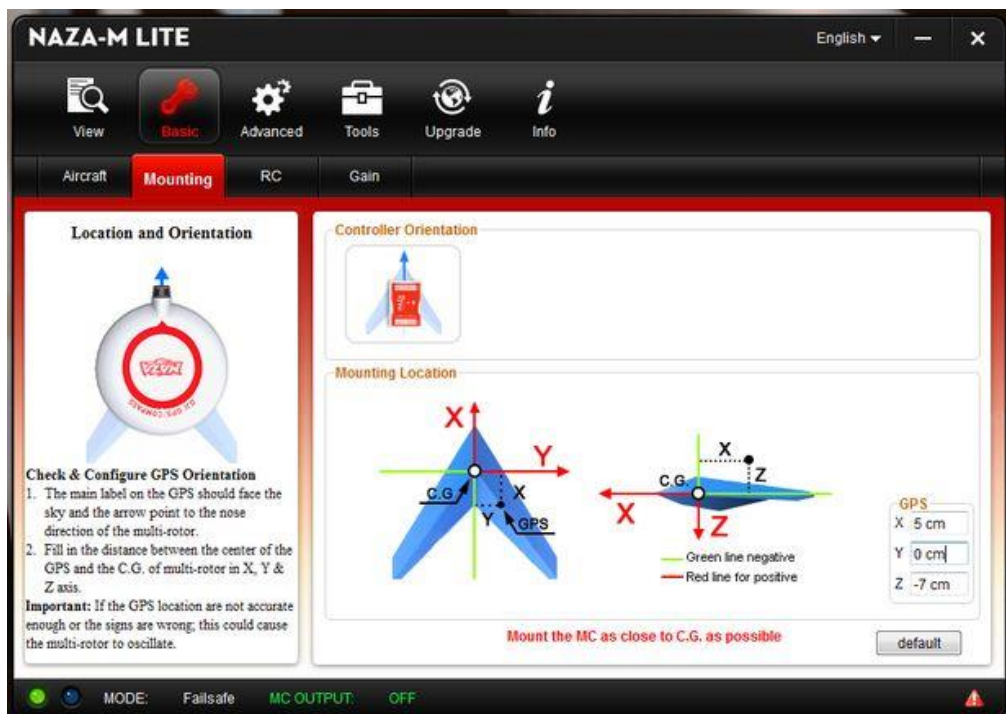 NAZA-M LITE
English
View
Basic
Advanced
Tools
Upgrade
Info
Aircraft
Mounting
RC
Gain
Location and Orientation
NAZA
DJI GPS/COMPASS
Check & Configure GPS Orientation
1. The main label on the GPS should face the
sky and the arrow point to the nose
direction of the multi-rotor.
2. Fill in the distance between the center of the
GPS and the C.G. of multi-rotor in X, Y &
Z axis.
Important: If the GPS location are not accurate
enough or the signs are wrong; this could cause
the multi-rotor to oscillate.
Controller Orientation
Mounting Location
X
Y
C.G
X
Y
GPS
X
C.G.
Z
X
Z
Green line negative
Red line for positive
GPS
X 5 cm
Y 0 cm
Z -7 cm
Mount the MC as close to C.G. as possible
default
MODE: Failsafe MC OUTPUT: OFF